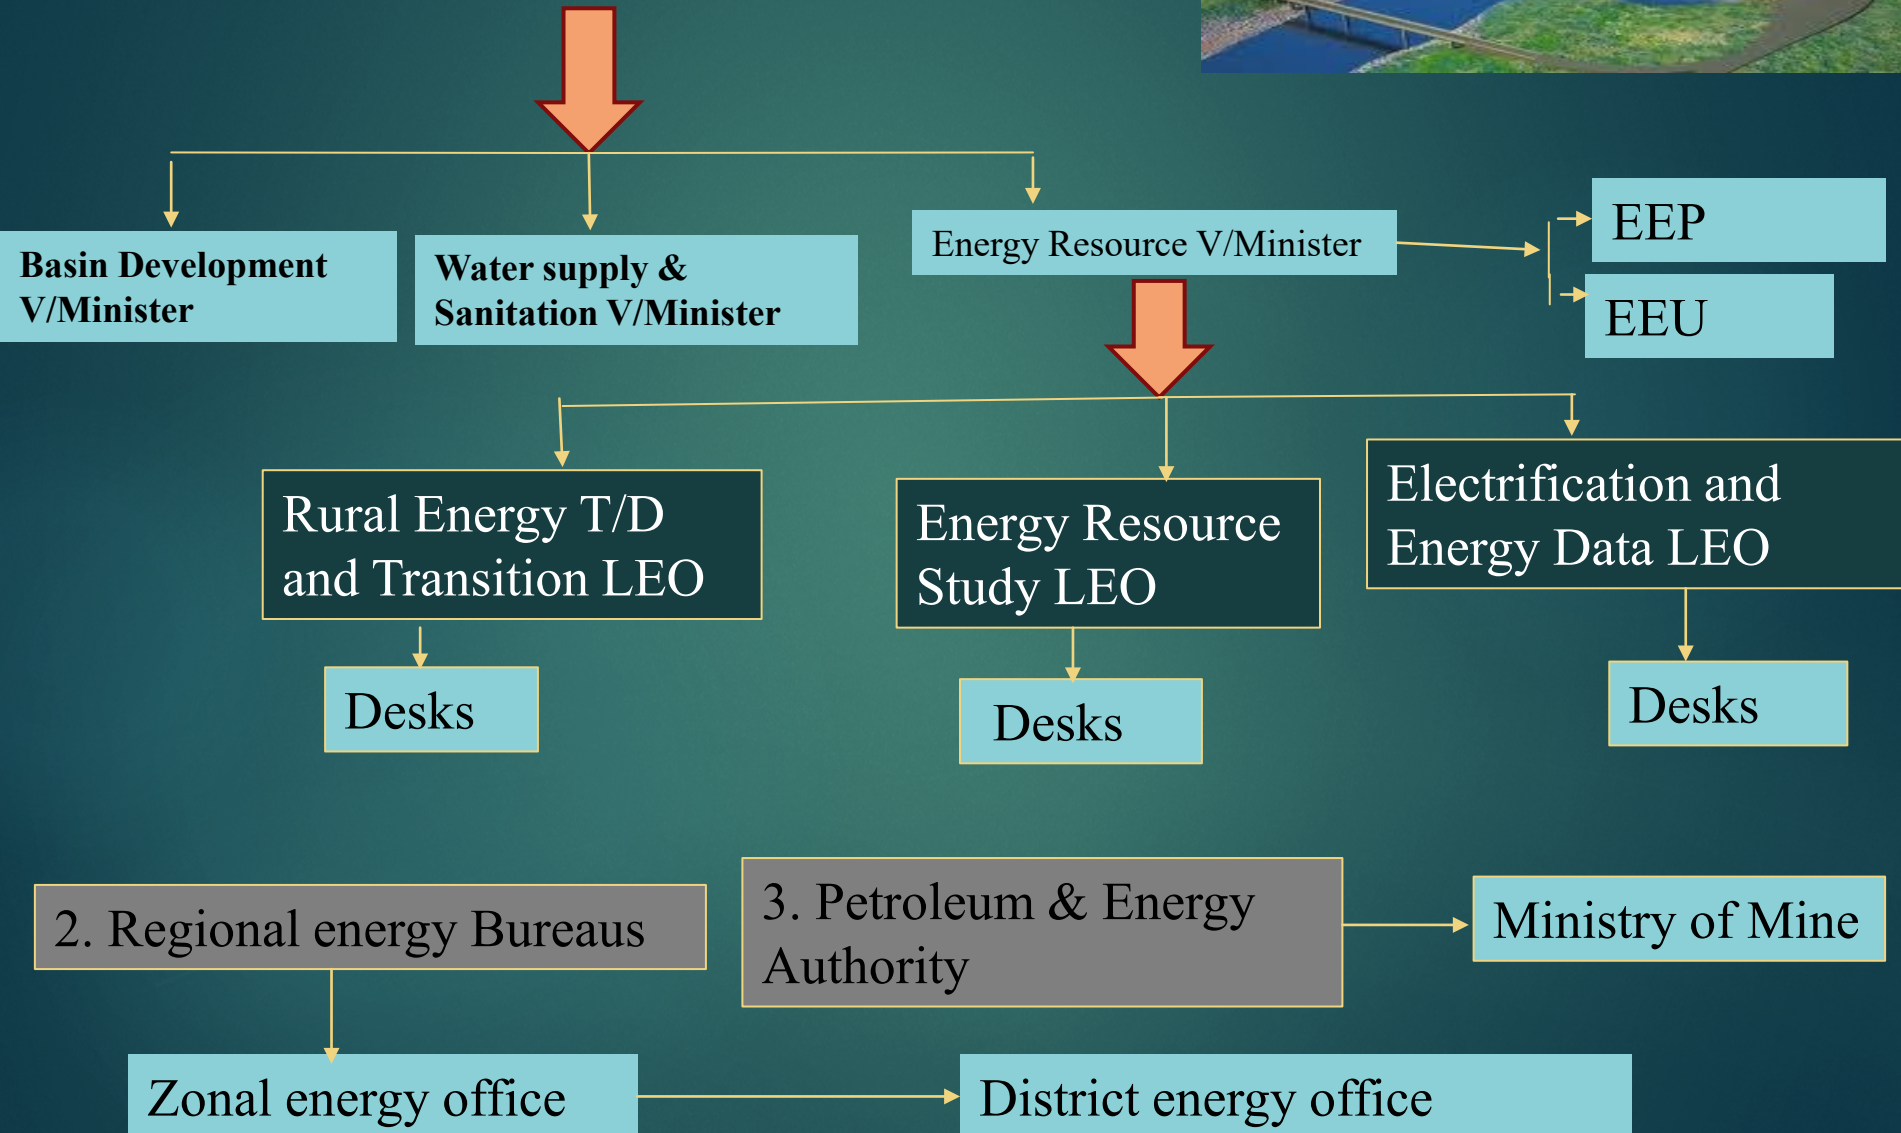 Basin Development
V/Minister
Water supply &
Sanitation V/Minister
Energy Resource V/Minister
EEP
EEU
Rural Energy T/D
and Transition LEO
Energy Resource
Study LEO
Electrification and
Energy Data LEO
Desks
Desks
Desks
2. Regional energy Bureaus
3. Petroleum & Energy
Authority
Ministry of Mine
Zonal energy office
District energy office